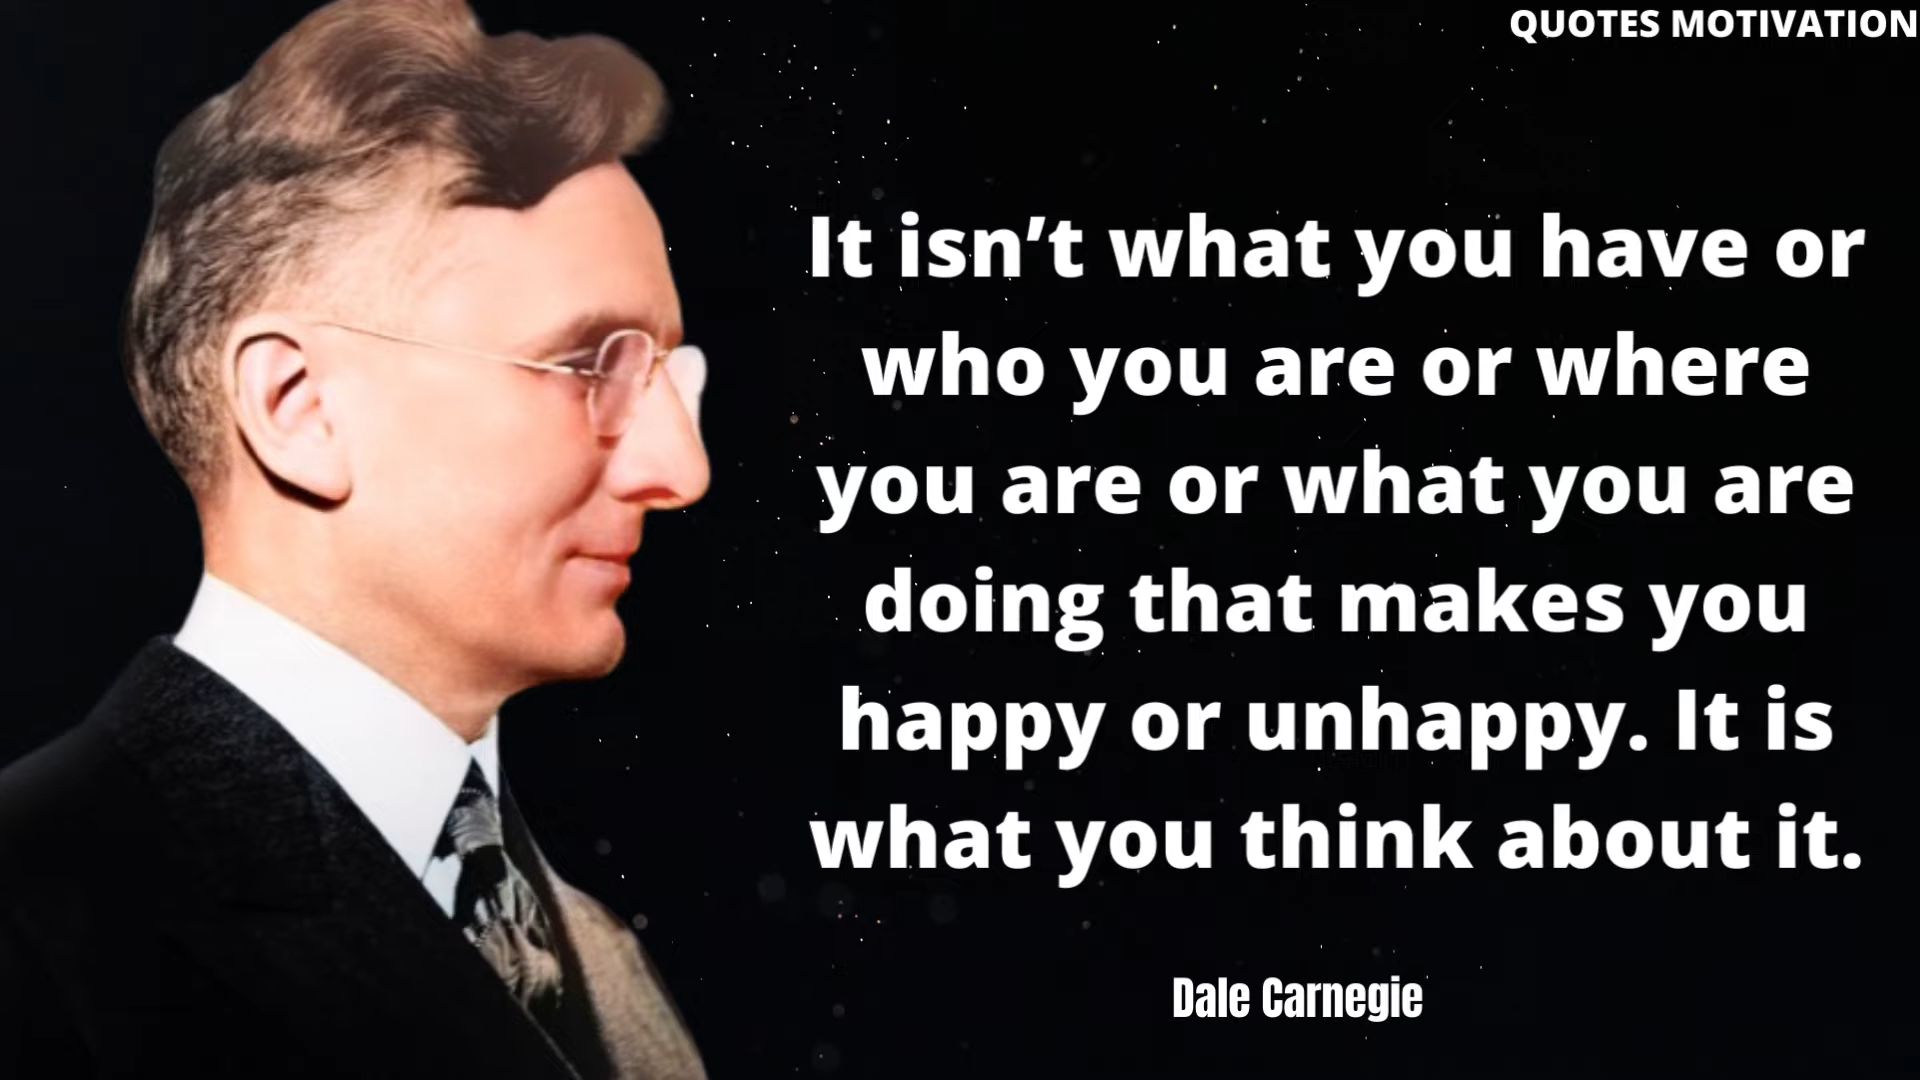 QUOTES MOTIVATION
It isn’t what you have or
who you are or where
you are or what you are
doing that makes you
happy or unhappy. It is
what you think about it.
Dale Carnegie